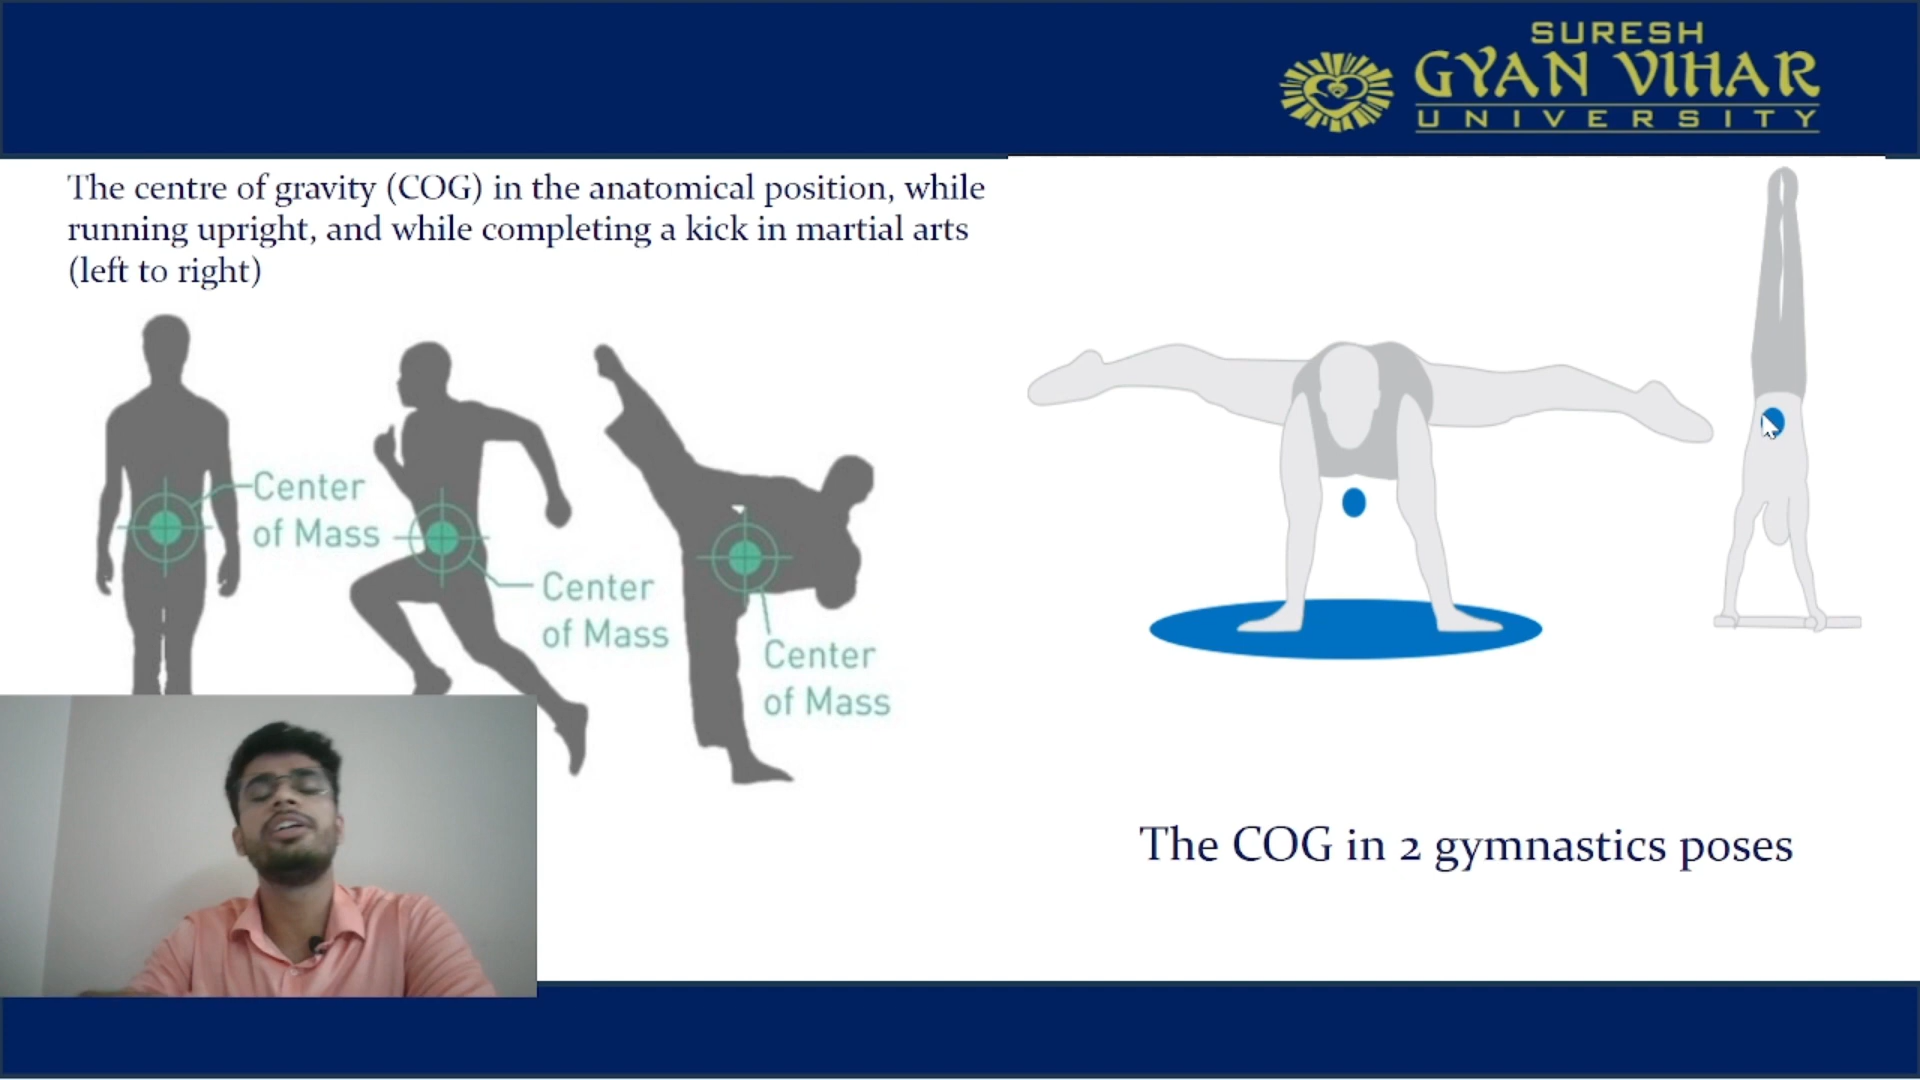 SURESH
GYAN VIHAR
UNIVERSITY
The centre of gravity (COG) in the anatomical position, while
running upright, and while completing a kick in martial arts
(left to right)
Center
of Mass
Center
of Mass
Center
of Mass
The COG in 2 gymnastics poses